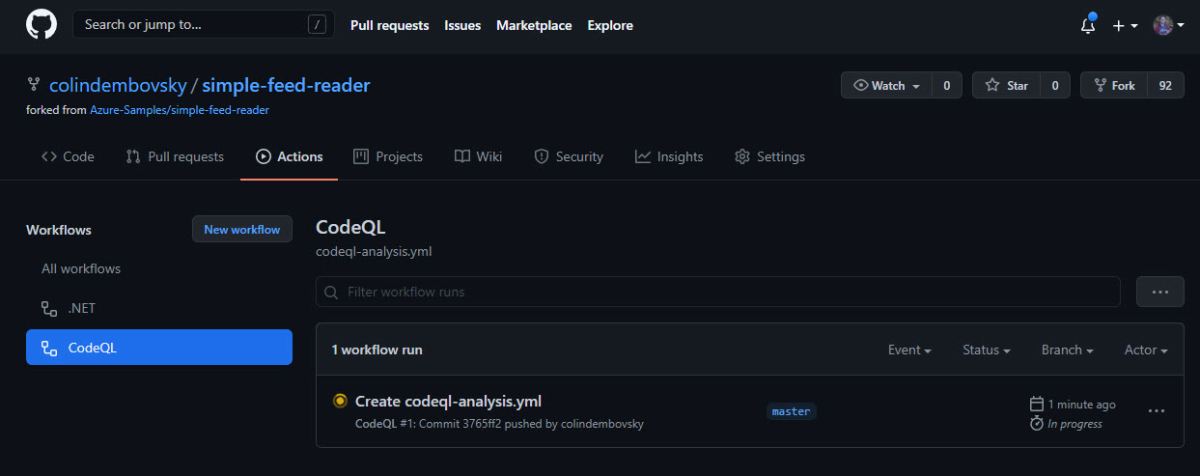 Search or jump to...
/
Pull requests
Issues
Marketplace
Explore
colindembovsky / simple-feed-reader
Watch 0
Star 0
Fork 92
forked from Azure-Samples/simple-feed-reader
Code
Pull requests
Actions
Projects
Wiki
Security
Insights
Settings
Workflows
New workflow
All workflows
.NET
CodeQL
CodeQL
codeql-analysis.yml
Filter workflow runs
1 workflow run
Event
Status
Branch
Actor
Create codeql-analysis.yml
CodeQL #1: Commit 3765ff2 pushed by colindembovsky
master
1 minute ago
In progress